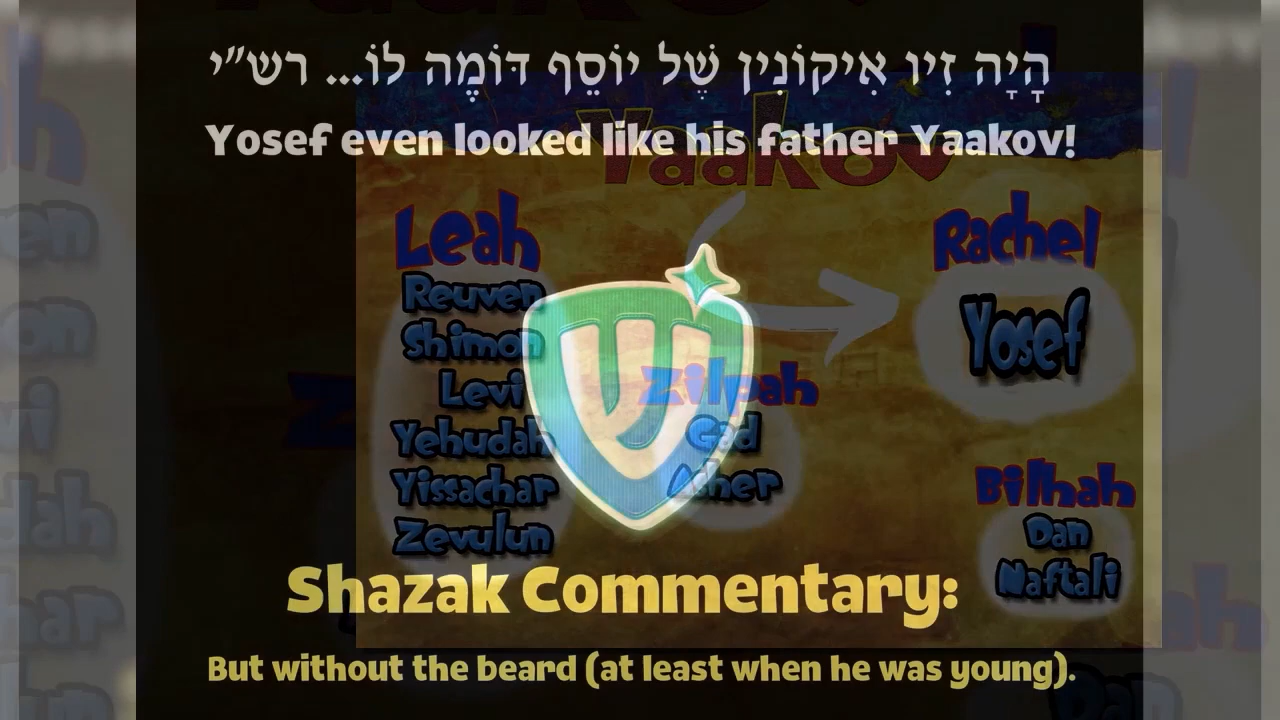 הָיָה זִיו אִיקוֹנִין שֶׁל יוֹסֵף דּוֹמֶה לוֹ... רש״י
Yosef even looked like his father Yaakov!
Yaakov
Leah
Rachel
Reuven
Shimon
Levi
Yehudah
Yissachar
Zevulun
Yosef
ש
Zilpah
Gad
Asher
Bilhah
Dan
Naftali
Shazak Commentary:
But without the beard (at least when he was young).